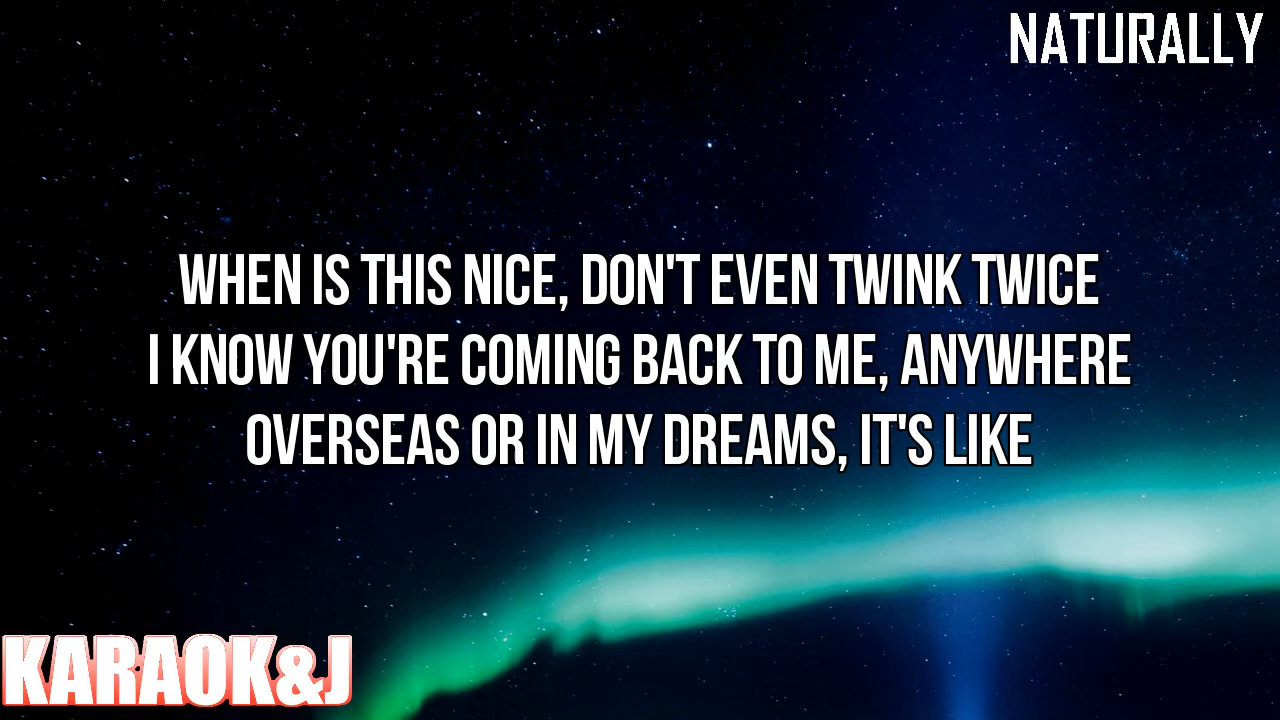 NATURALLY
WHEN IS THIS NICE, DON'T EVEN TWINK TWICE
I KNOW YOU'RE COMING BACK TO ME, ANYWHERE
OVERSEAS OR IN MY DREAMS, IT'S LIKE
KARAOK&J